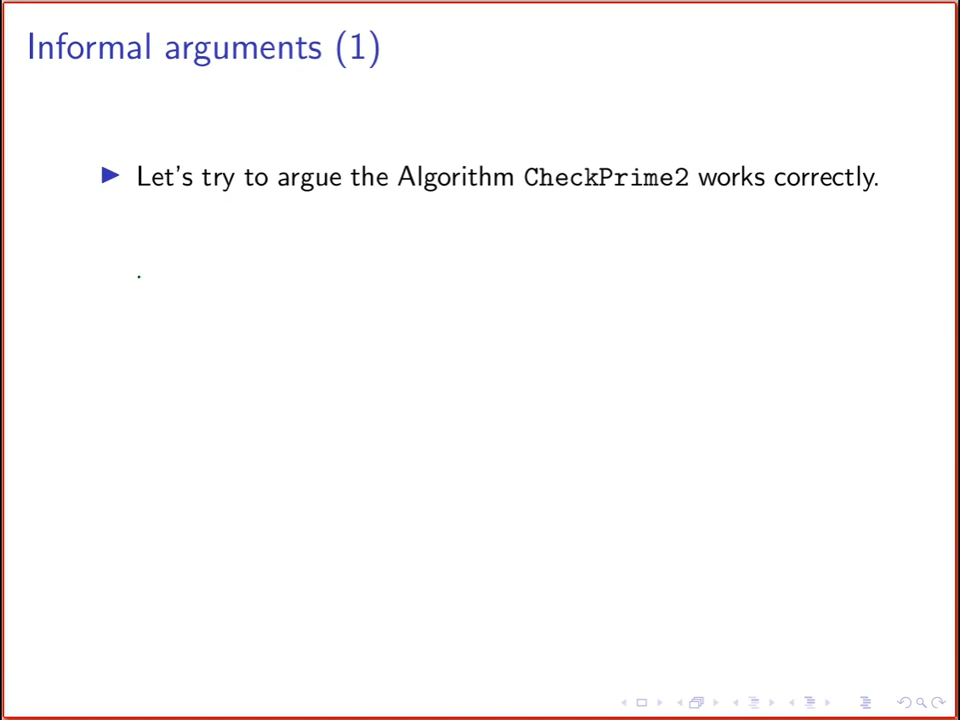 Informal arguments (1)
Let's try to argue the Algorithm CheckPrime2 works correctly.